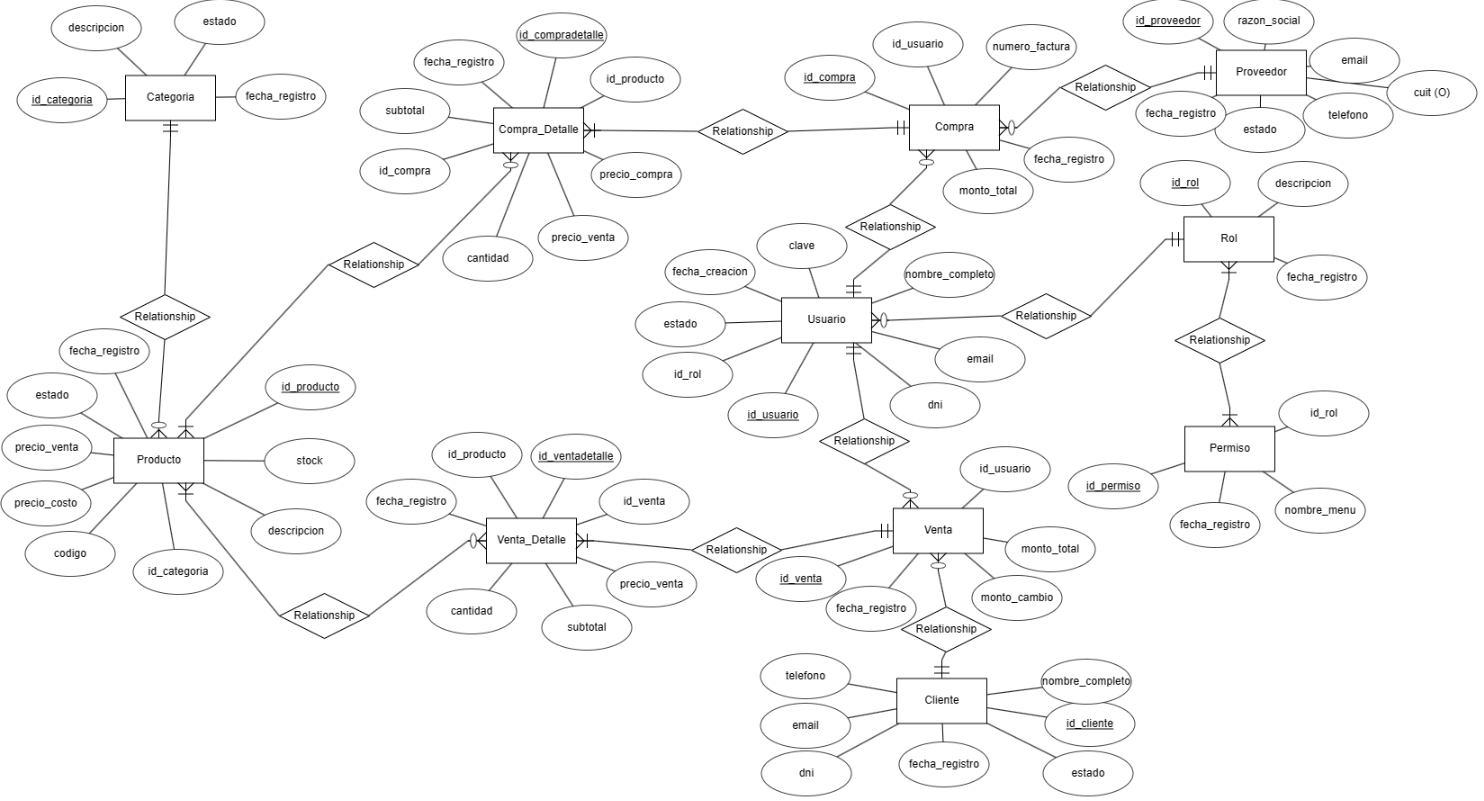 descripcion
estado
id_categoria
Categoria
fecha_registro
id_compradetalle
fecha_registro
id_producto
subtotal
Compra_Detalle
id_compra
precio_compra
precio_venta
cantidad
Relationship
id_usuario
numero_factura
id_compra
Compra
fecha_registro
monto_total
Relationship
id_proveedor
razon_social
Proveedor
email
cuit (O)
fecha_registro
estado
telefono
id_rol
descripcion
Rol
fecha_registro
Relationship
Relationship
clave
fecha_creacion
nombre_completo
estado
Usuario
id_rol
email
id_usuario
dni
Relationship
Relationship
id_rol
Permiso
id_permiso
fecha_registro
nombre_menu
Relationship
Relationship
fecha_registro
estado
id_producto
precio_venta
Producto
stock
precio_costo
descripcion
codigo
id_categoria
Relationship
id_producto
id_ventadetalle
fecha_registro
id_venta
Venta_Detalle
precio_venta
cantidad
subtotal
Relationship
Relationship
id_usuario
Venta
monto_total
id_venta
fecha_registro
monto_cambio
Relationship
telefono
nombre_completo
Cliente
email
id_cliente
dni
fecha_registro
estado